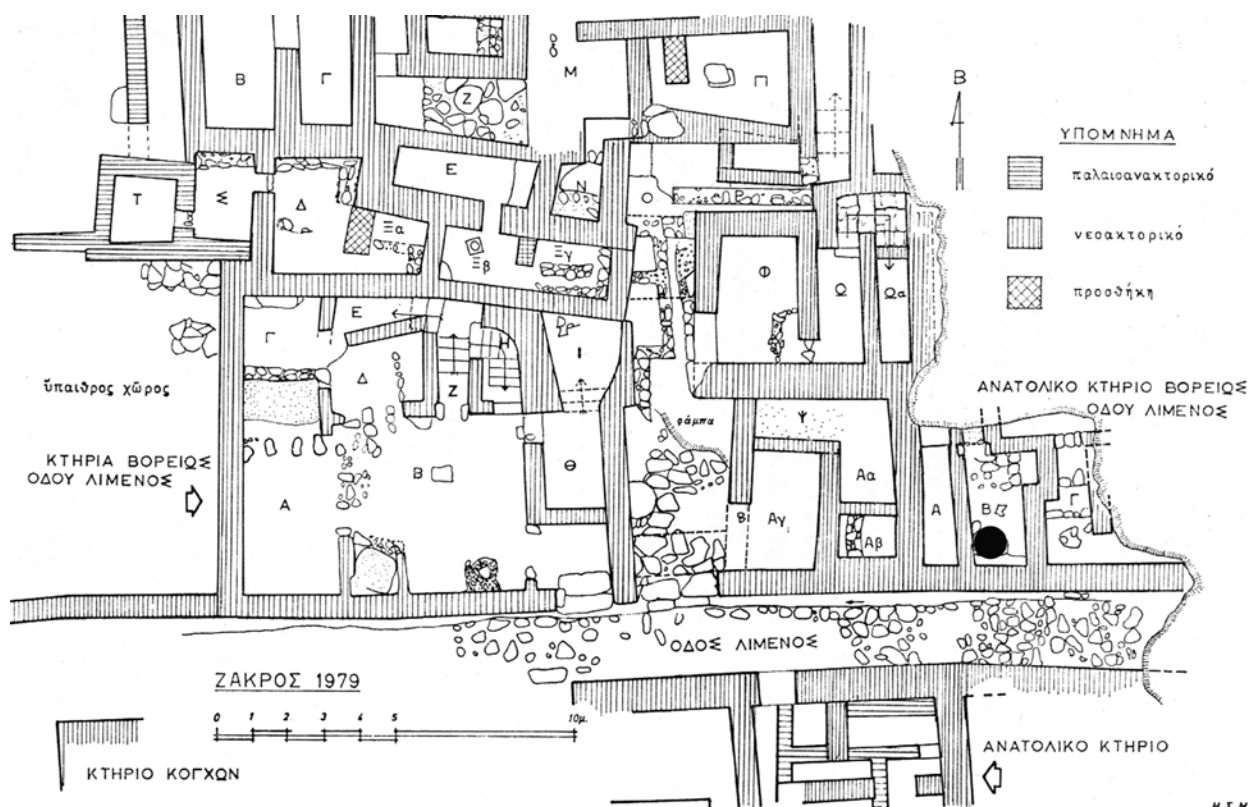 Β
Γ
Ζ
Μ
Π
Β
ΥΠΟΜΝΗΜΑ
παλαιοανακτορικό
νεοακτορικό
προσθήκη
Τ
Σ
Δ
Ε
Ν
Ο
Ρ
Ξα
Ξβ
Ξγ
Φ
Ω
Ωα
Γ
Ε
Η
Ι
Δ
Ζ
ὕπαιθρος χῶρος
ΑΝΑΤΟΛΙΚΟ ΚΤΗΡΙΟ ΒΟΡΕΙΩΣ
ΟΔΟΥ ΛΙΜΕΝΟΣ
ράμπα
Ψ
ΚΤΗΡΙΑ ΒΟΡΕΙΩΣ
ΟΔΟΥ ΛΙΜΕΝΟΣ
Α
Β
Θ
Αα
Αγ
Αβ
Α
Β
Γ
ΟΔΟΣ ΛΙΜΕΝΟΣ
ΖΑΚΡΟΣ 1979
0 1 2 3 4 5 10μ.
ΚΤΗΡΙΟ ΚΟΓΧΩΝ
ΑΝΑΤΟΛΙΚΟ ΚΤΗΡΙΟ